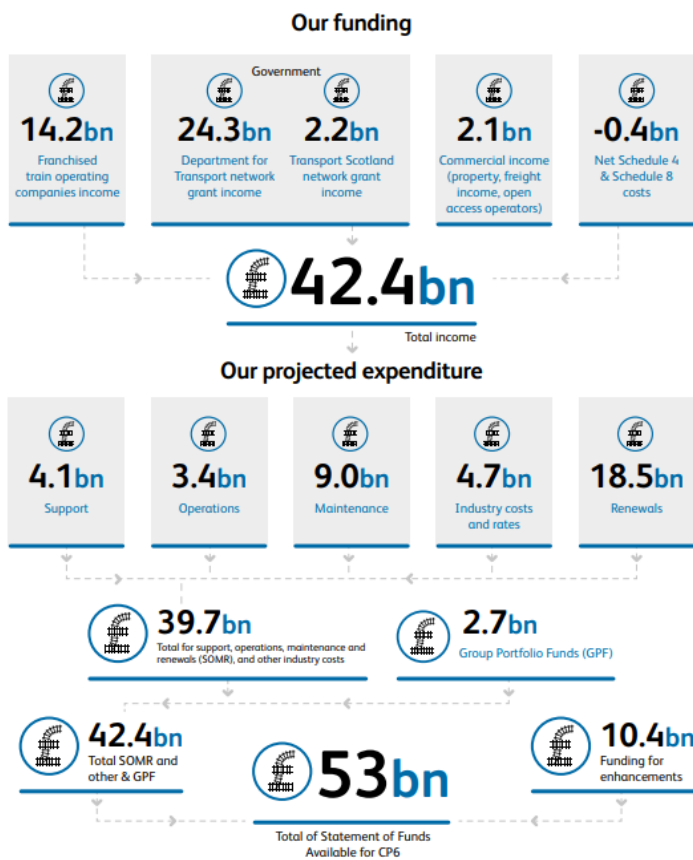 Our funding
Government
14.2bn
24.3bn
2.2bn
2.1bn
-0.4bn
Franchised
train operating
companies income
Department for
Transport network
grant income
Transport Scotland
network grant
income
Commercial income
(property, freight
income, open
access operators)
Net Schedule 4
& Schedule 8
costs
£ 42.4bn
Total income
Our projected expenditure
4.1bn
3.4bn
9.0bn
4.7bn
18.5bn
Support
Operations
Maintenance
Industry costs
and rates
Renewals
39.7bn
Total for support, operations, maintenance and
renewals (SOMR), and other industry costs
2.7bn
Group Portfolio Funds (GPF)
42.4bn
Total SOMR and
other & GPF
53bn
Total of Statement of Funds
Available for CP6
10.4bn
Funding for
enhancements